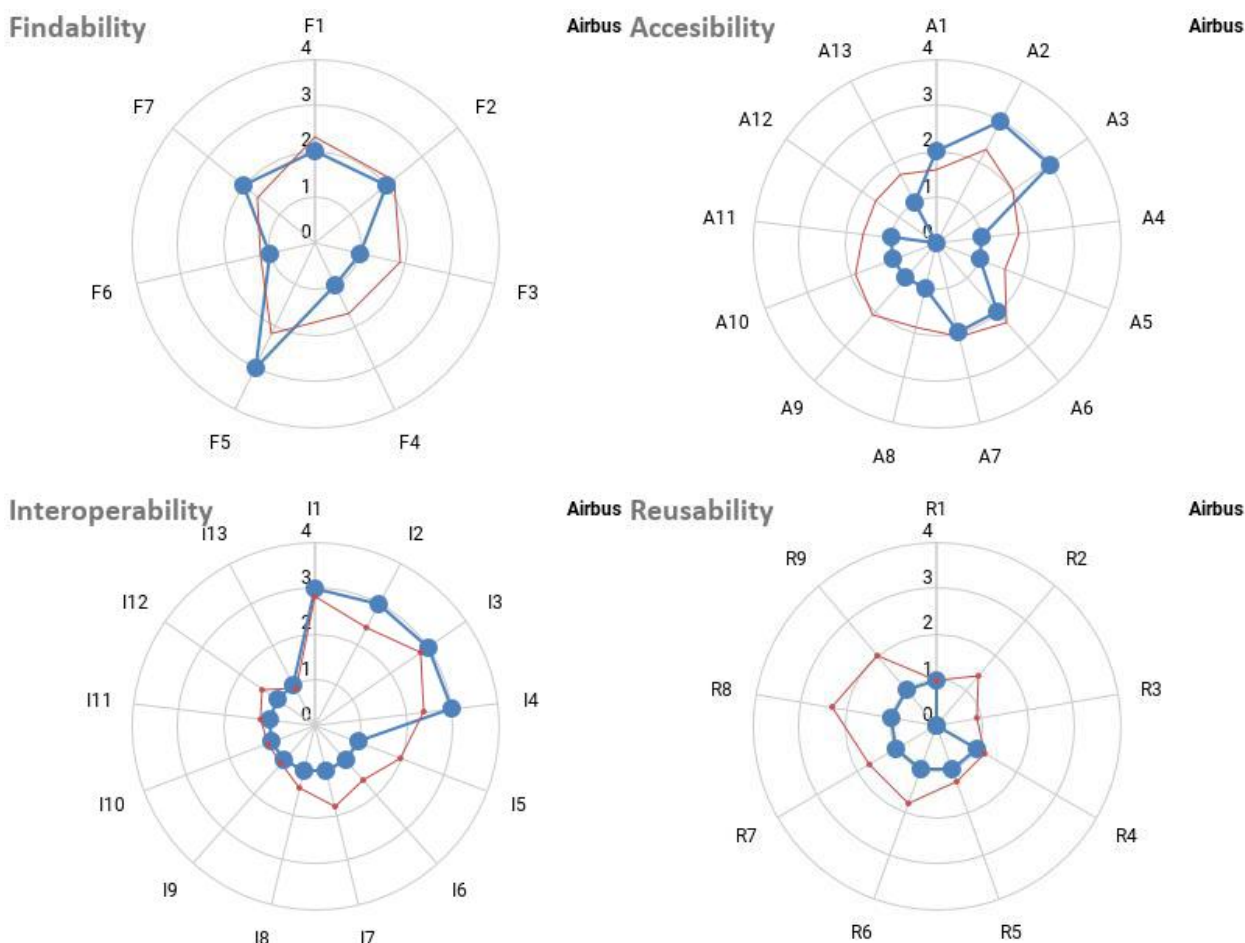 Findability
F1
Airbus
4
3
2
1
0
F2
F3
F4
F5
F6
F7
Accesibility
A1
Airbus
4
3
2
1
0
A2
A3
A4
A5
A6
A7
A8
A9
A10
A11
A12
A13
Interoperability
I1
Airbus
4
3
2
1
0
I2
I3
I4
I5
I6
I7
I8
I9
I10
I11
I12
I13
Reusability
R1
Airbus
4
3
2
1
0
R2
R3
R4
R5
R6
R7
R8
R9